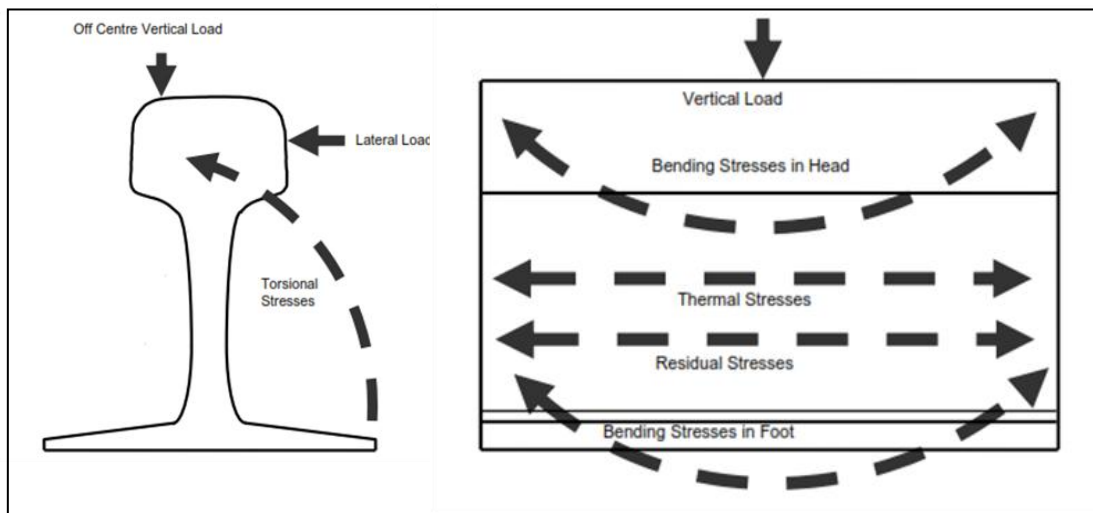 Off Centre Vertical Load
Lateral Load
Torsional
Stresses
Vertical Load
Bending Stresses in Head
Thermal Stresses
Residual Stresses
Bending Stresses in Foot